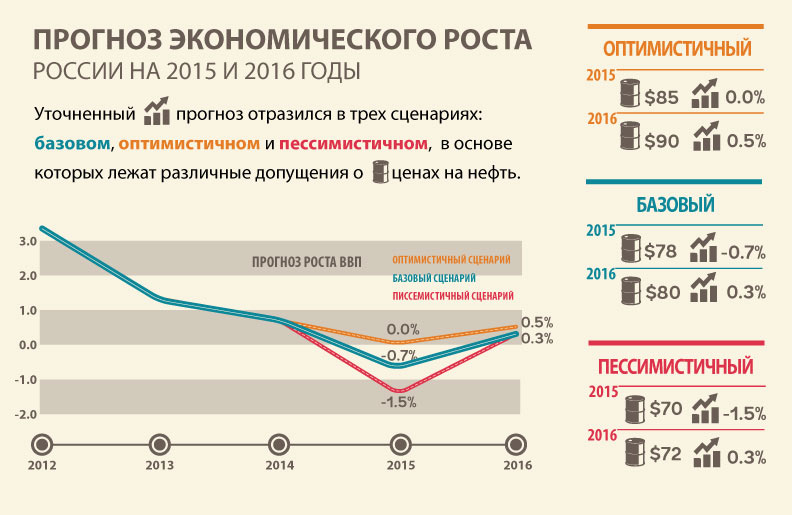 ПРОГНОЗ ЭКОНОМИЧЕСКОГО РОСТА
РОССИИ НА 2015 И 2016 ГОДЫ
Уточненный прогноз отразился в трех сценариях:
базовом, оптимистичном и пессимистичном, в основе
которых лежат различные допущения о ценах на нефть.
3.0
2.0
1.0
0.0
-1.0
-2.0
ПРОГНОЗ РОСТА ВВП
ОПТИМИСТИЧНЫЙ СЦЕНАРИЙ
БАЗОВЫЙ СЦЕНАРИЙ
ПИССЕМИСТИЧНЫЙ СЦЕНАРИЙ
0.0%
-0.7%
-1.5%
0.5%
0.3%
2012 2013 2014 2015 2016
ОПТИМИСТИЧНЫЙ
2015
$85 0.0%
2016
$90 0.5%
БАЗОВЫЙ
2015
$78 -0.7%
2016
$80 0.3%
ПЕССИМИСТИЧНЫЙ
2015
$70 -1.5%
2016
$72 0.3%